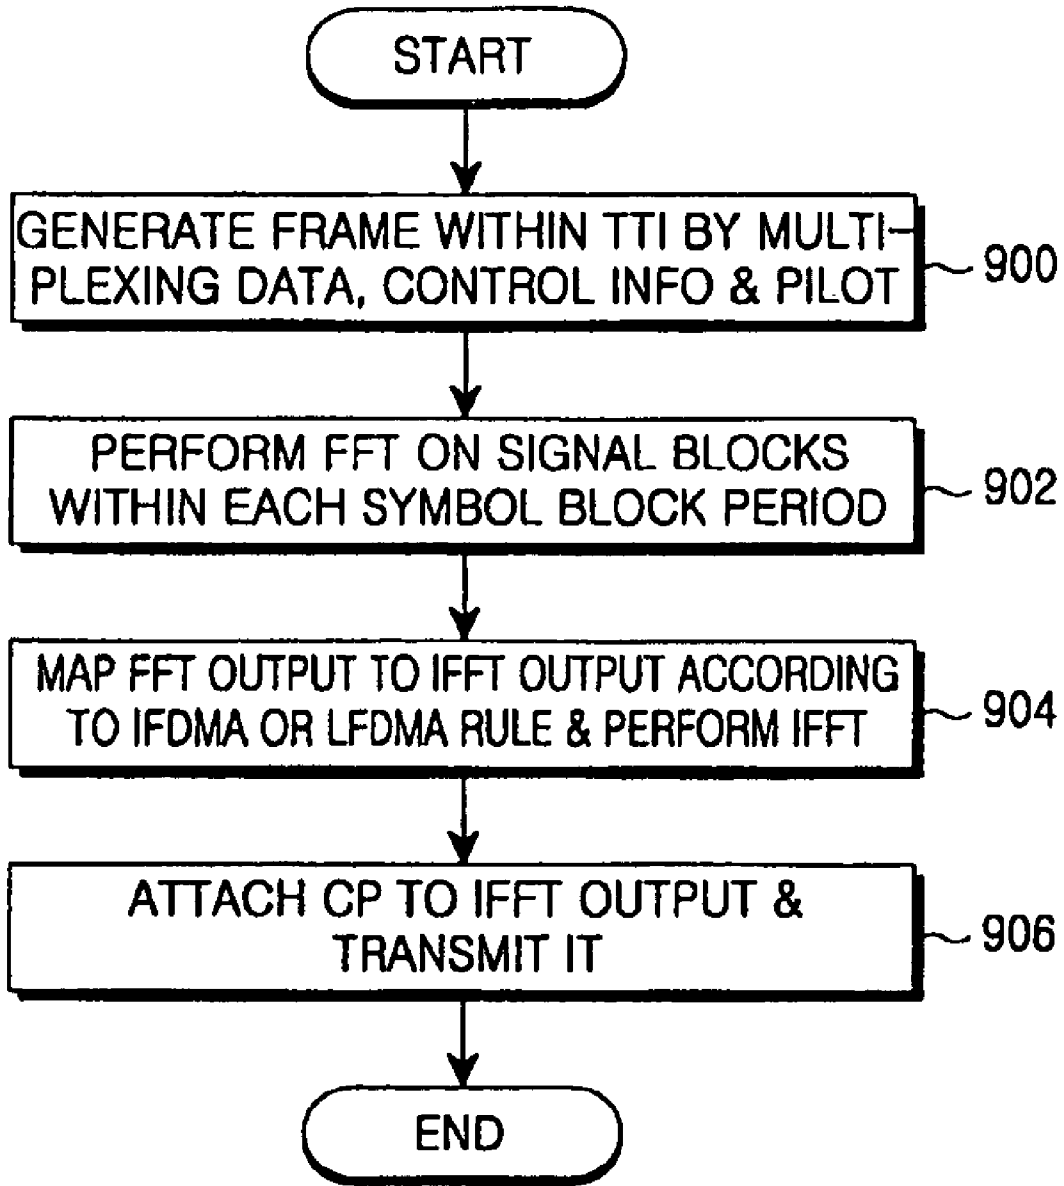 START
GENERATE FRAME WITHIN TTI BY MULTI-
PLEXING DATA, CONTROL INFO & PILOT
900
PERFORM FFT ON SIGNAL BLOCKS
WITHIN EACH SYMBOL BLOCK PERIOD
902
MAP FFT OUTPUT TO IFFT OUTPUT ACCORDING
TO IFDMA OR LFDMA RULE & PERFORM IFFT
904
ATTACH CP TO IFFT OUTPUT &
TRANSMIT IT
906
END